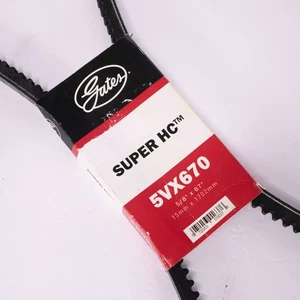 Gates
SUPER HC™
5VX670
5/8" x 67"
15mm x 1702mm